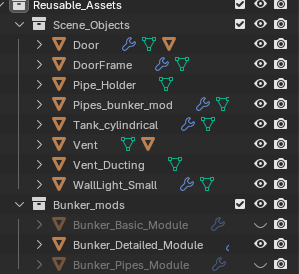 Reusable_Assets
Scene_Objects
Door
DoorFrame
Pipe_Holder
Pipes_bunker_mod
Tank_cylindrical
Vent
Vent_Ducting
WallLight_Small
Bunker_mods
Bunker_Basic_Module
Bunker_Detailed_Module
Bunker_Pipes_Module